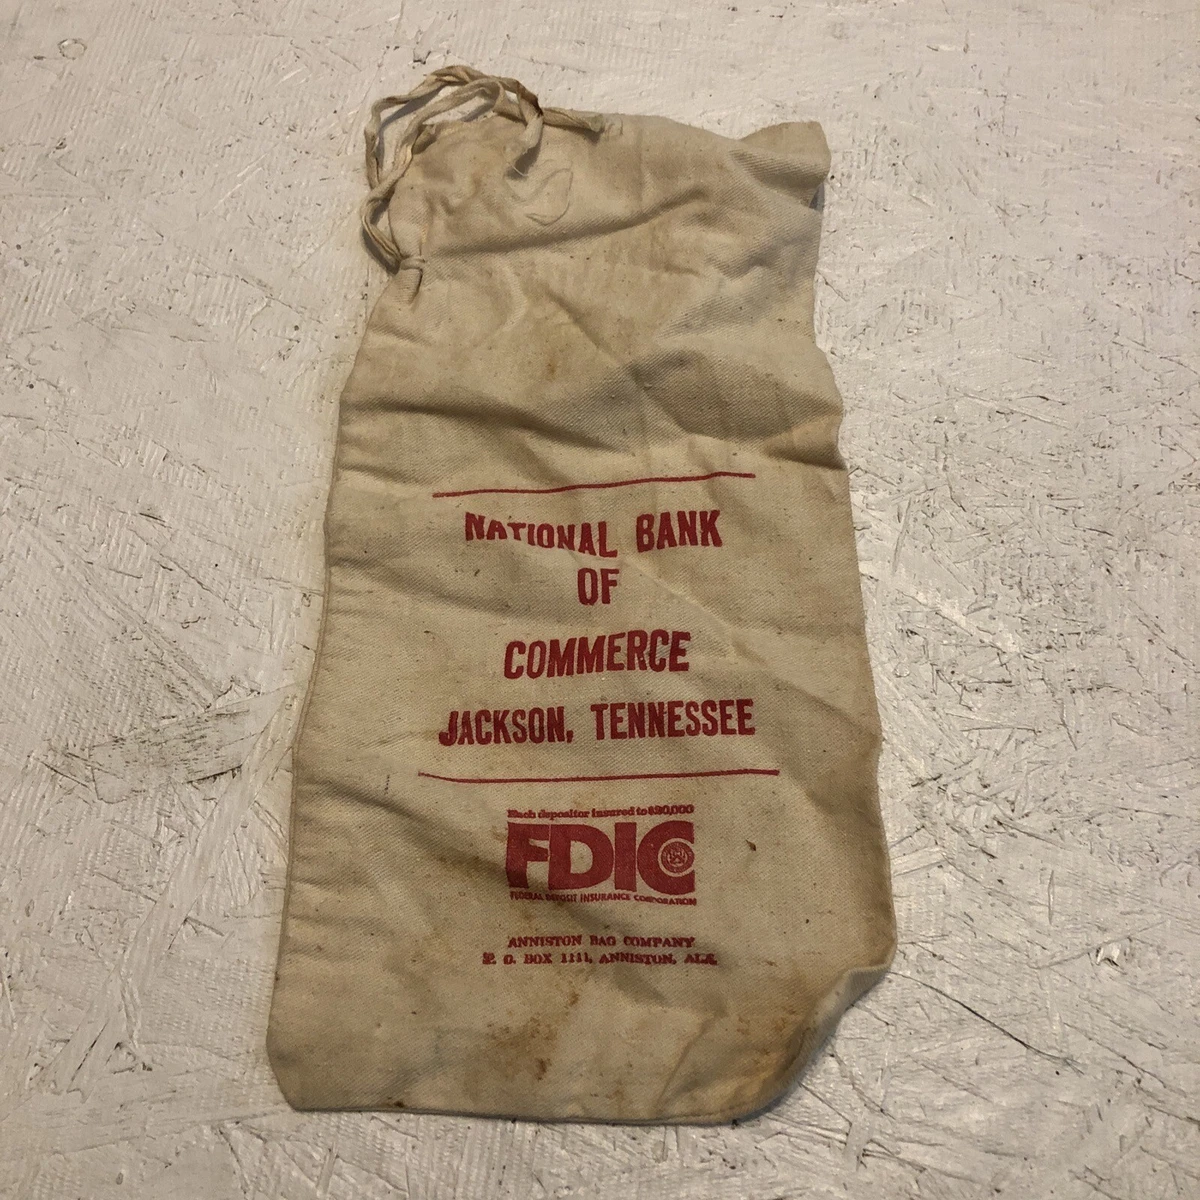 NATIONAL BANK
OF
COMMERCE
JACKSON, TENNESSEE
Each depositor insured to $20,000
FDIC
FEDERAL DEPOSIT INSURANCE CORPORATION
ANNISTON BAG COMPANY
P. O. BOX 1111, ANNISTON, ALA.